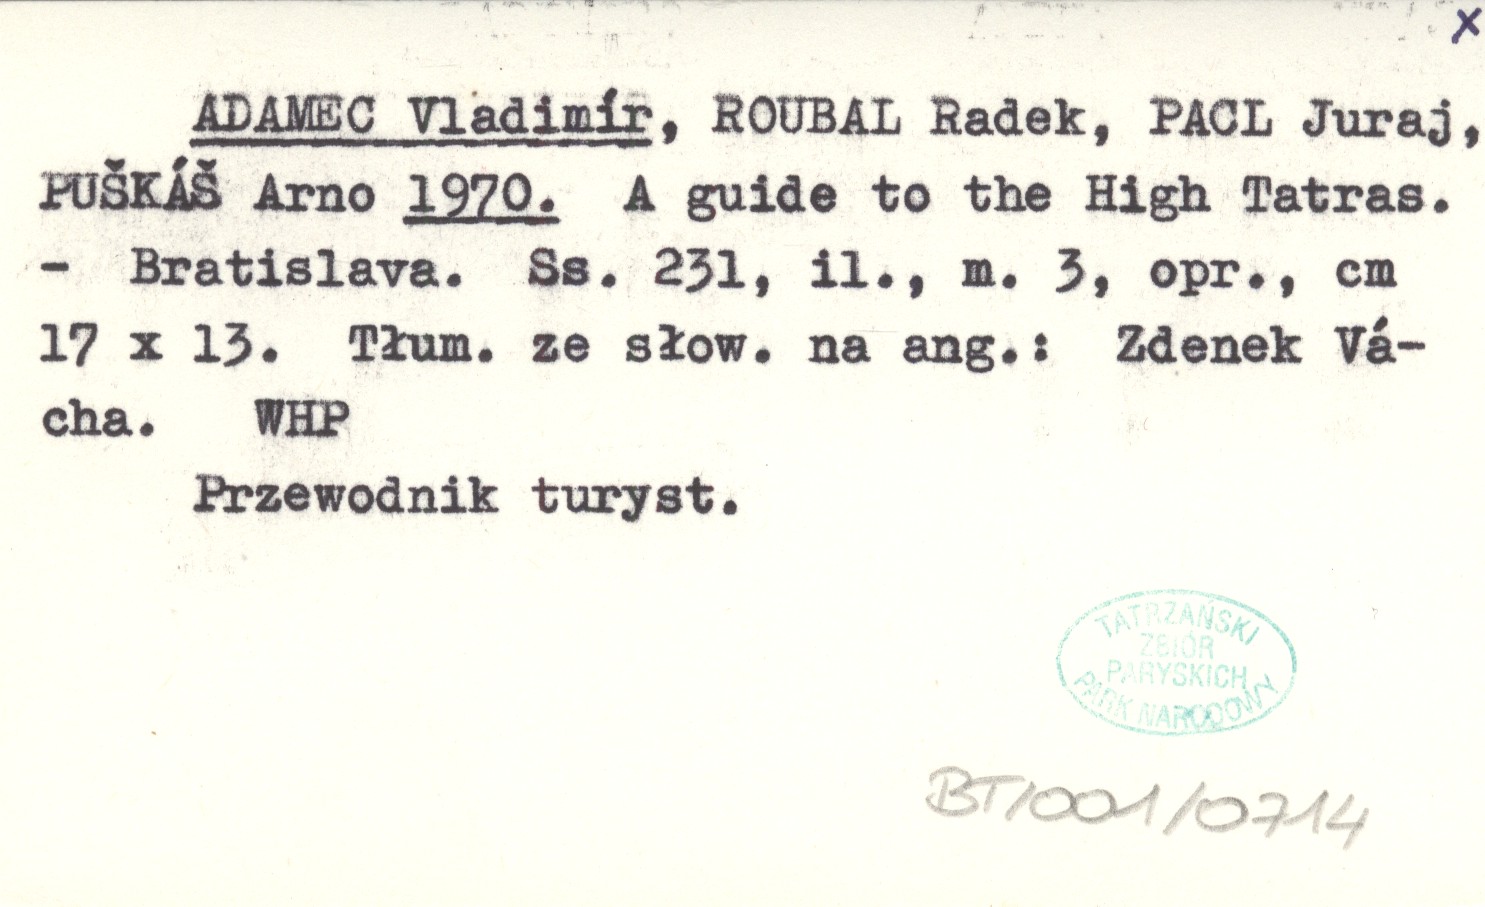 x
ADAMEC Vladimír, ROUBAL Radek, PACL Juraj,
PUŠKÁŠ Arno 1970. A guide to the High Tatras.
- Bratislava. Ss. 231, il., m. 3, opr., cm
17 x 13. Tłum. ze słow. na ang.: Zdenek Vá-
cha. WHP
Przewodnik turyst.
TATRZAŃSKI
ZBIÓR
PARYSKICH
PARK NARODOWY
BT/001/0714